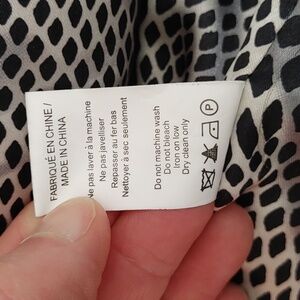 FABRIQUÉ EN CHINE /
MADE IN CHINA
Ne pas laver à la machine
Ne pas javelliser
Repasser au fer bas
Nettoyer à sec seulement
Do not machine wash
Do not bleach
Iron on low
Dry clean only
P